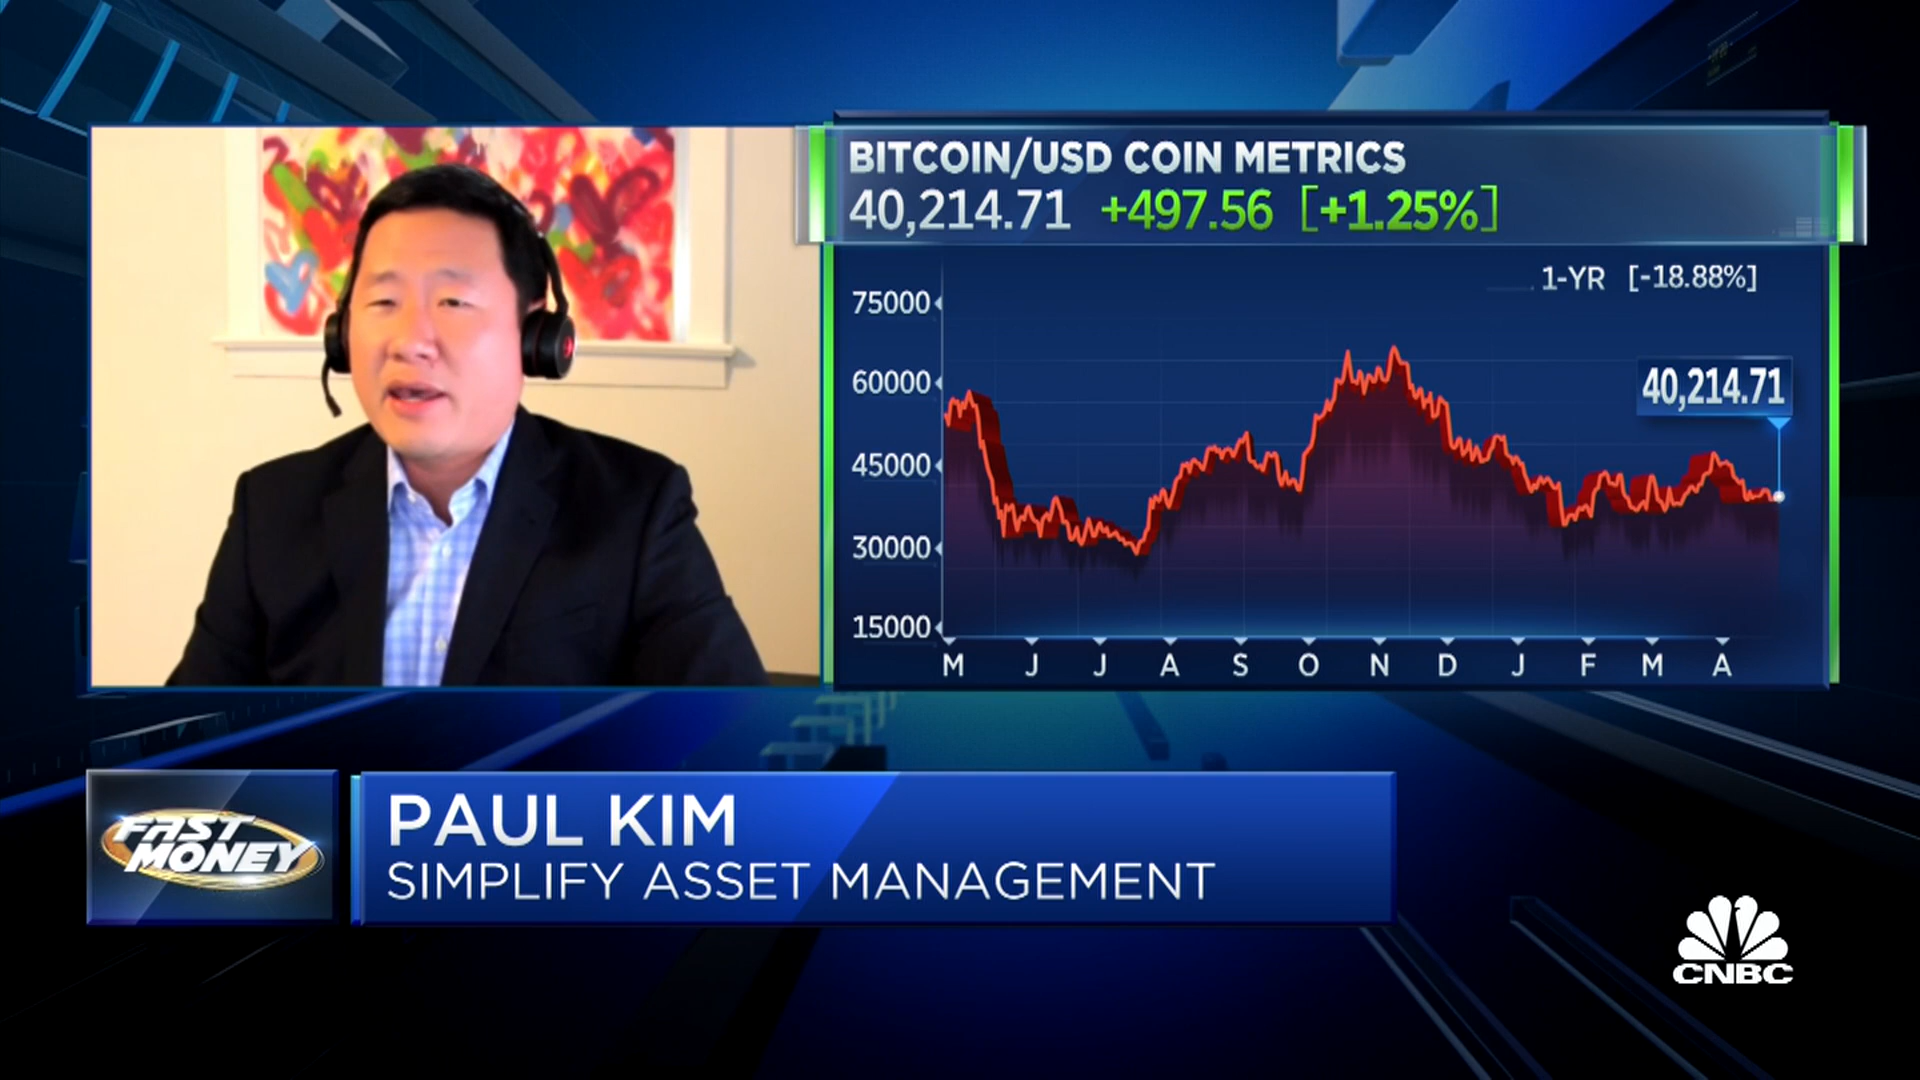 BITCOIN/USD COIN METRICS
40,214.71 +497.56 [+1.25%]
1-YR [-18.88%]
75000
60000
45000
30000
15000
40,214.71
M J J A S O N D J F M A
FAST MONEY
PAUL KIM
SIMPLIFY ASSET MANAGEMENT
CNBC